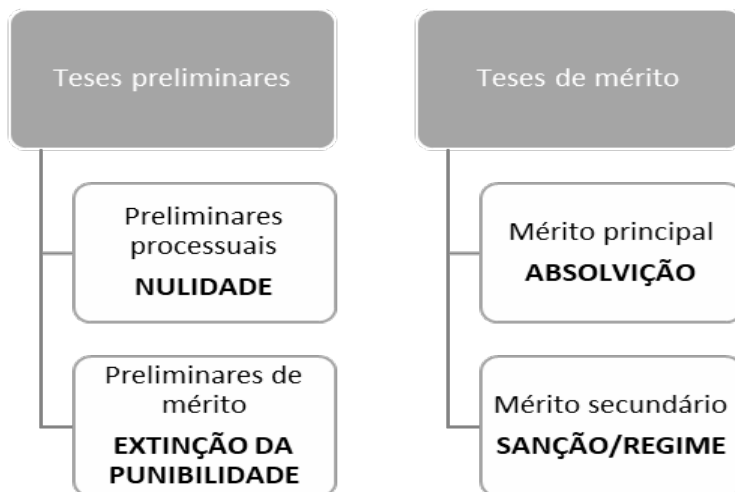 Teses preliminares
Preliminares
processuais
NULIDADE
Preliminares de
mérito
EXTINÇÃO DA
PUNIBILIDADE
Teses de mérito
Mérito principal
ABSOLVIÇÃO
Mérito secundário
SANÇÃO/REGIME